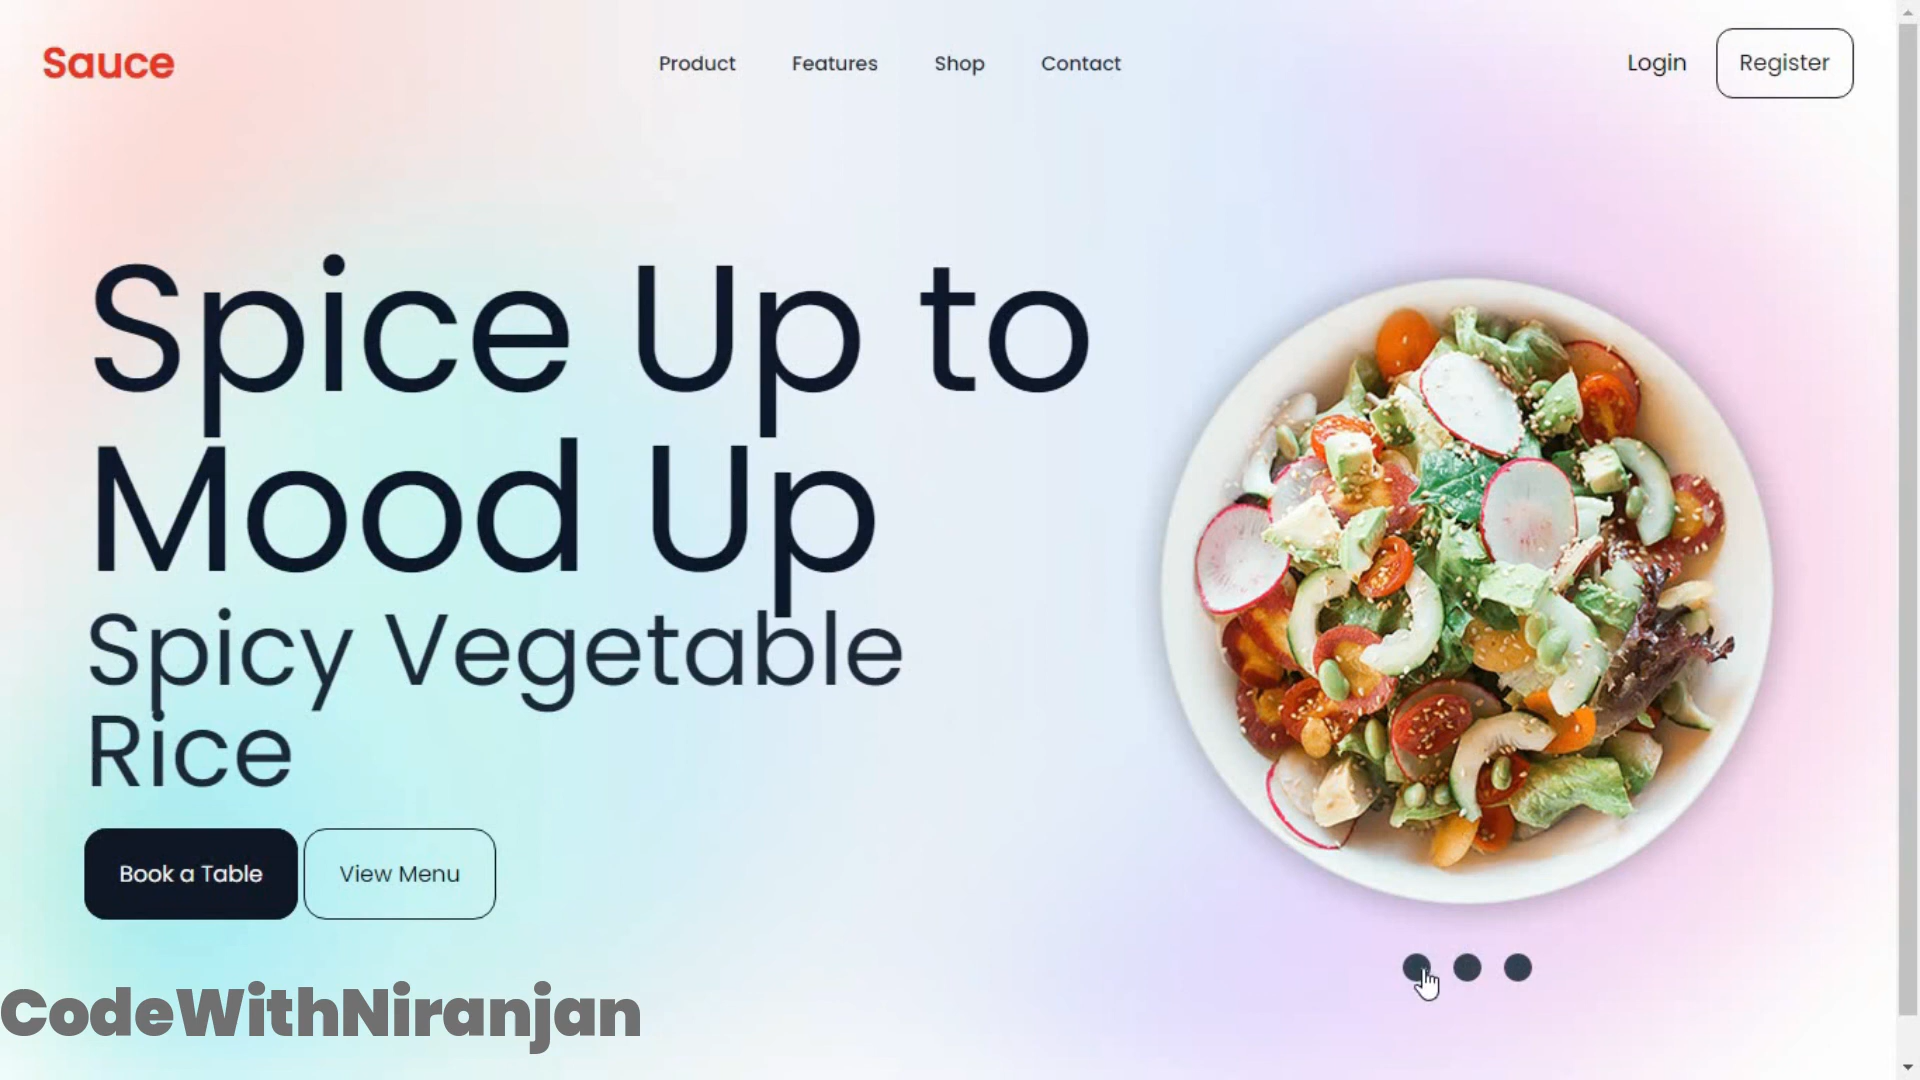 Sauce
Product
Features
Shop
Contact
Login
Register
Spice Up to
Mood Up
Spicy Vegetable
Rice
Book a Table
View Menu
CodeWithNiranjan